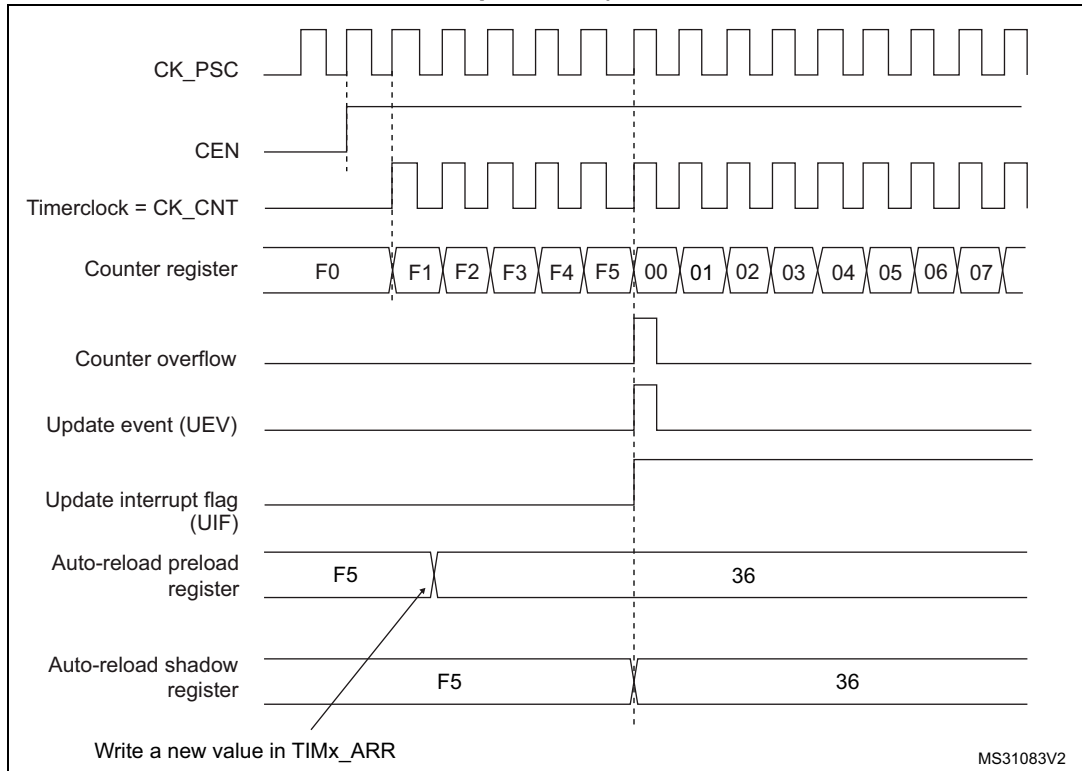 CK_PSC
CEN
Timerclock = CK_CNT
Counter register
F0 F1 F2 F3 F4 F5 00 01 02 03 04 05 06 07
Counter overflow
Update event (UEV)
Update interrupt flag
(UIF)
Auto-reload preload
register
F5 36
Auto-reload shadow
register
F5 36
Write a new value in TIMx_ARR
MS31083V2